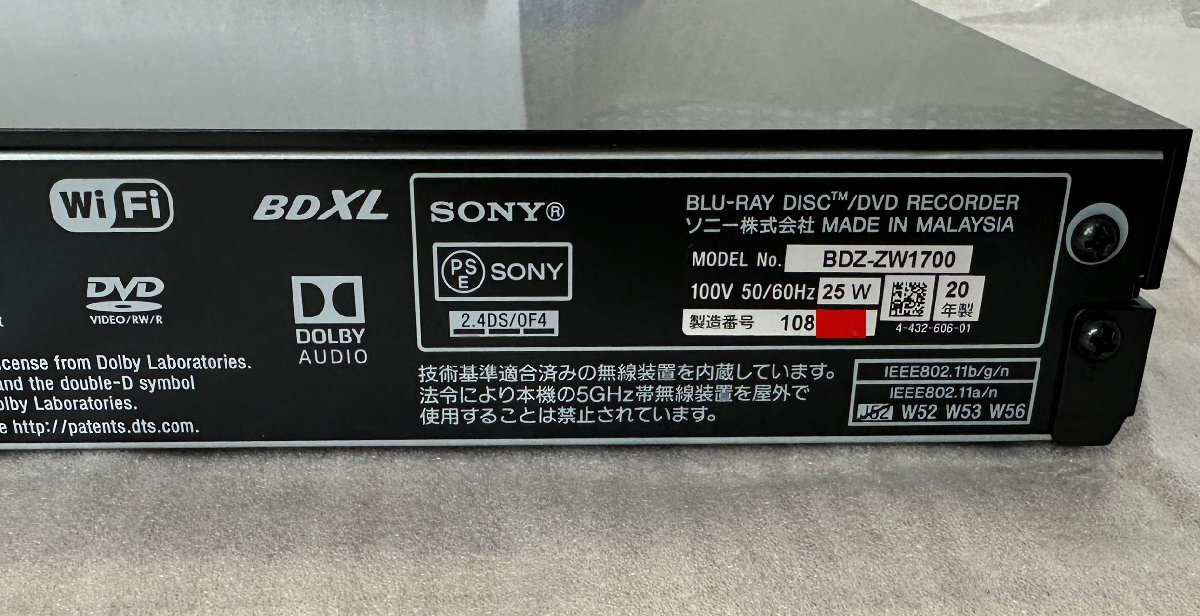 Wi Fi
BDXL
DVD
VIDEO/RW/R
DOLBY
AUDIO
cense from Dolby Laboratories.
and the double-D symbol
olby Laboratories.
e http://patents.dts.com.
SONY®
PSE SONY
2.4DS/OF4
BLU-RAY DISC™/DVD RECORDER
ソニー株式会社 MADE IN MALAYSIA
MODEL No. BDZ-ZW1700
100V 50/60Hz 25 W
20
年製
製造番号 108
4-432-606-01
技術基準適合済みの無線装置を内蔵しています。
法令により本機の5GHz帯無線装置を屋外で
使用することは禁止されています。
IEEE802.11b/g/n
IEEE802.11a/n
J52 W52 W53 W56